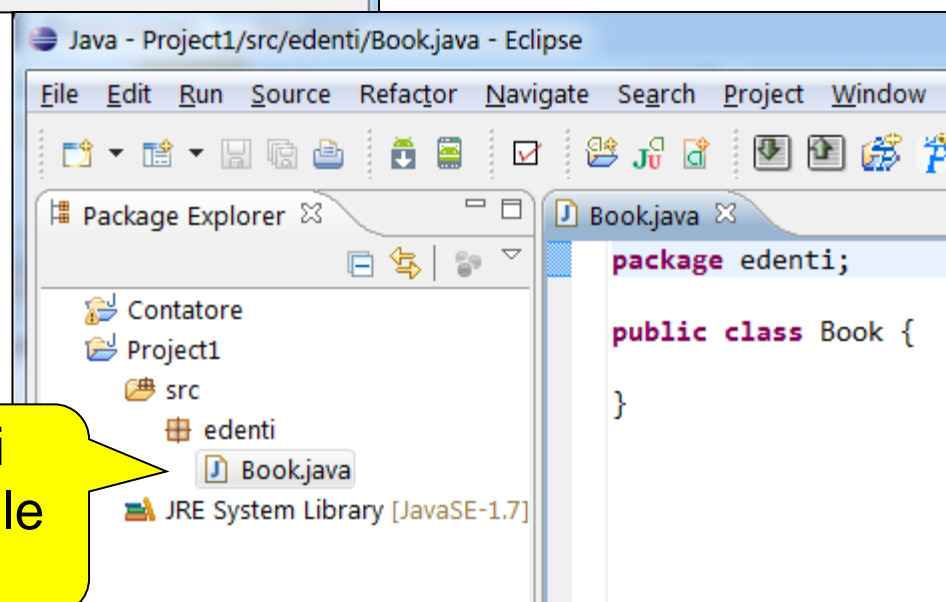 Java - Project1/src/edenti/Book.java - Eclipse
File Edit Run Source Refactor Navigate Search Project Window
Package Explorer
Book.java
package edenti;
public class Book {
}
Contatore
Project1
src
edenti
Book.java
JRE System Library [JavaSE-1.7]